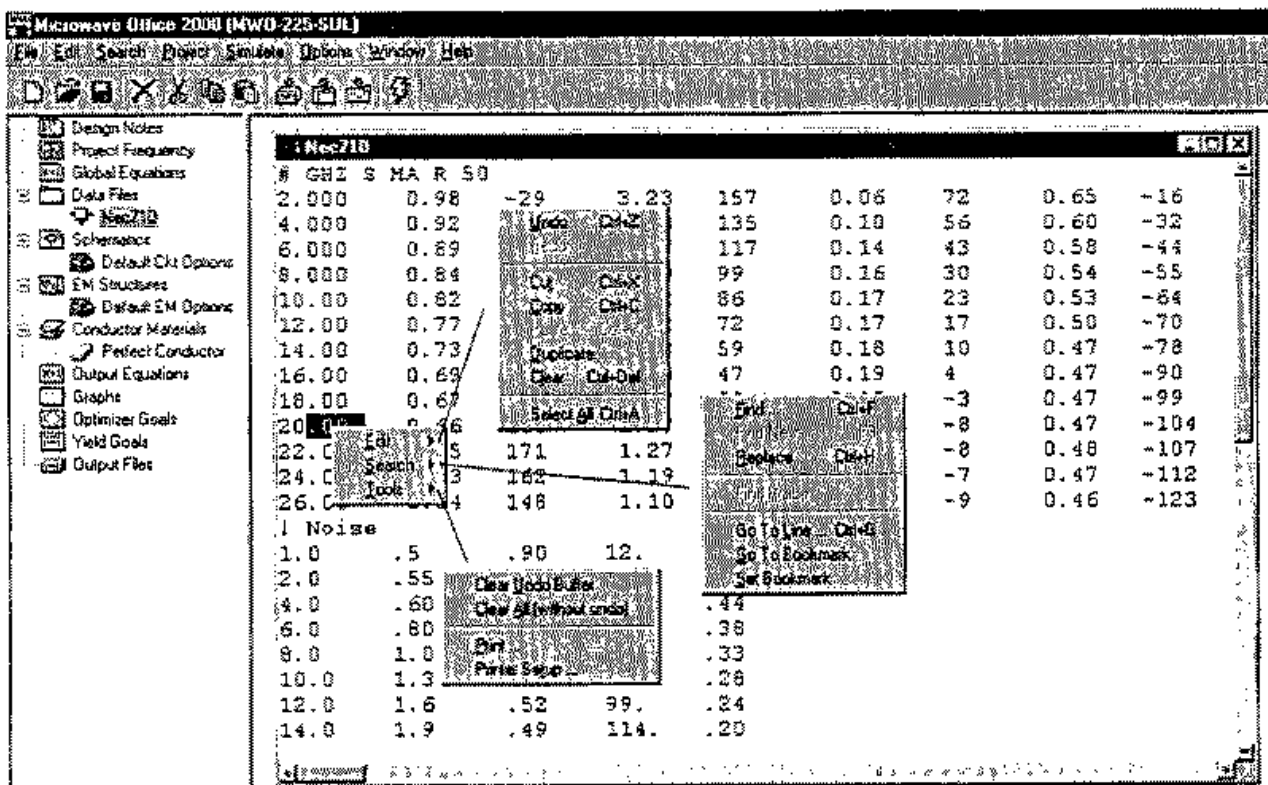 Microwave Office 2000 [MWO-225-SUL]
File Edit Search Project Simulate Options Window Help
Design Notes
Project Frequency
Global Equations
Data Files
Nec710
Schematics
Default Ckt Options
EM Structures
Default EM Options
Conductor Materials
Perfect Conductor
Output Equations
Graphs
Optimizer Goals
Yield Goals
Output Files
Nec710
# GHZ S MA R 50
2.000 0.98 -29 3.23 157 0.06 72 0.65 -16
4.000 0.92 135 0.10 56 0.60 -32
6.000 0.89 117 0.14 43 0.58 -44
8.000 0.84 99 0.16 30 0.54 -55
10.00 0.82 86 0.17 23 0.53 -64
12.00 0.77 72 0.17 17 0.50 -70
14.00 0.73 59 0.18 10 0.47 -78
16.00 0.69 47 0.19 4 0.47 -90
18.00 0.67 -3 0.47 -99
20.00 -8 0.47 -104
22. 171 1.27 -8 0.48 -107
24. 162 1.19 -7 0.47 -112
26. 148 1.10 -9 0.46 -123
! Noise
1.0 .5 .90 12.
2.0 .55
4.0 .60 .44
6.0 .80 .38
8.0 1.0 .33
10.0 1.3 .28
12.0 1.6 .52 99. .24
14.0 1.9 .49 114. .20
Edit
Search
Tools
Undo Ctrl+Z
Cut Ctrl+X
Copy Ctrl+C
Duplicate
Clear Ctrl+Del
Select All Ctrl+A
Find... Ctrl+F
Replace... Ctrl+H
Go To Line... Ctrl+G
Go To Bookmark
Set Bookmark
Clear Undo Buffer
Clear All (without undo)
Print...
Printer Setup...